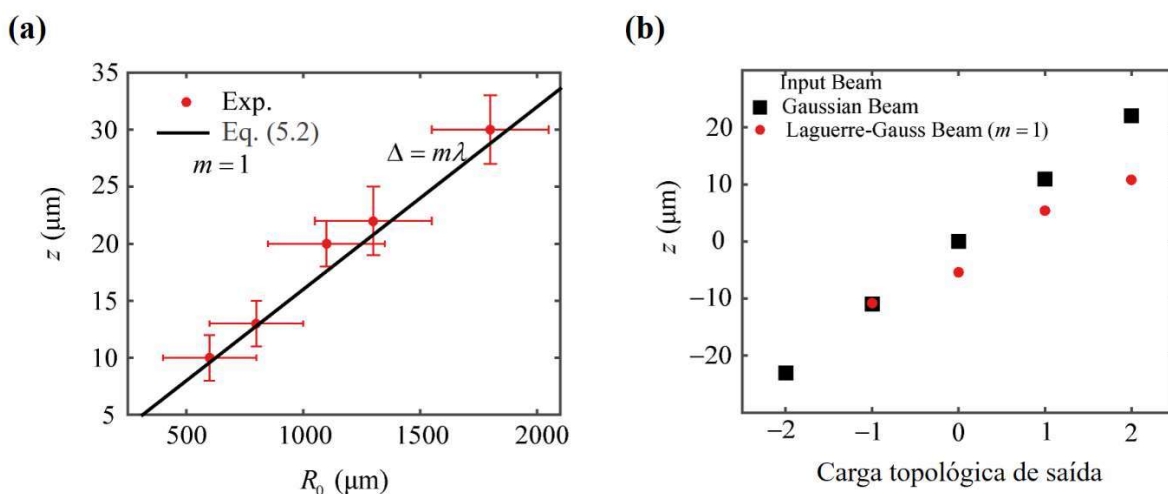 (a)
35
30
25
20
15
10
5
z (μm)
Exp.
Eq. (5.2)
m = 1
Δ = mλ
500
1000
1500
2000
R₀ (μm)
(b)
Input Beam
Gaussian Beam
Laguerre-Gauss Beam (m = 1)
20
10
0
−10
−20
z (μm)
−2
−1
0
1
2
Carga topológica de saída